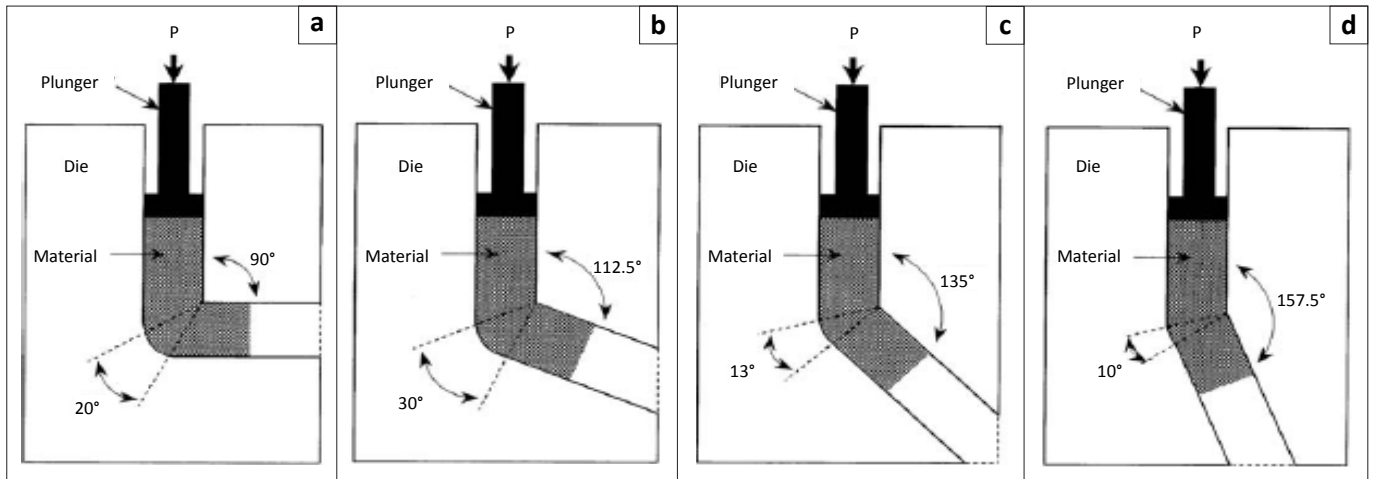 a
P
Plunger
Die
Material
90°
20°
b
P
Plunger
Die
Material
112.5°
30°
c
P
Plunger
Die
Material
135°
13°
d
P
Plunger
Die
Material
157.5°
10°